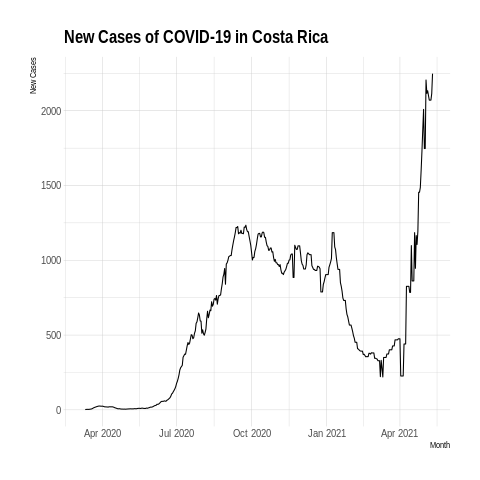 New Cases of COVID-19 in Costa Rica
New Cases
2000
1500
1000
500
0
Apr 2020 Jul 2020 Oct 2020 Jan 2021 Apr 2021
Month